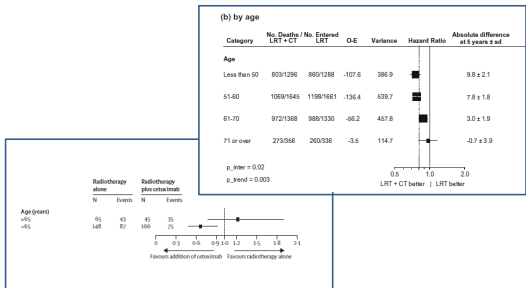 (b) by age
No. Deaths / No. Entered Absolute difference
Category LRT + CT LRT O-E Variance Hazard Ratio at 5 years ± sd
Age
Less than 50 803/1296 860/1288 -107.6 386.9 9.8 ± 2.1
51-60 1069/1645 1198/1661 -136.4 539.7 7.8 ± 1.8
61-70 972/1368 988/1330 -56.2 457.8 3.0 ± 1.9
71 or over 273/356 260/336 -3.5 114.7 -0.7 ± 3.9
p_inter = 0.02
p_trend = 0.003
0.5 1.0 2.0
LRT + CT better | LRT better
Radiotherapy Radiotherapy
alone plus cetuximab
N Events N Events
Age (years)
≥65 65 43 45 35
<65 148 87 166 75
0 0·3 0·6 0·9 1·0 1·2 1·5 1·8 2·1
Favours addition of cetuximab Favours radiotherapy alone